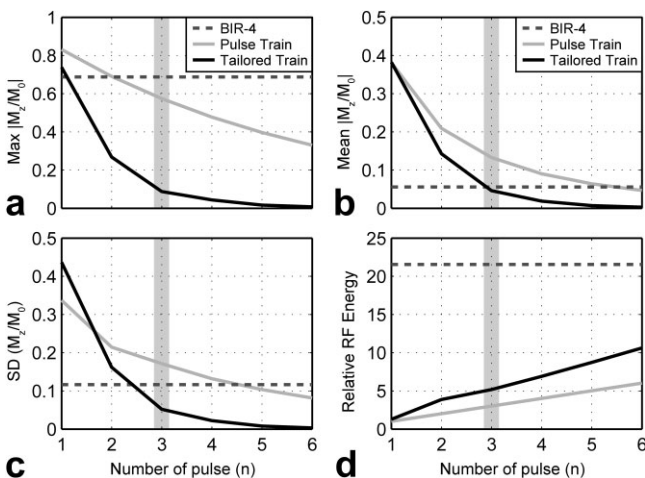 BIR-4
Pulse Train
Tailored Train
Max |Mz/M0|
1
0.8
0.6
0.4
0.2
0
1 2 3 4 5 6
a
BIR-4
Pulse Train
Tailored Train
Mean |Mz/M0|
0.5
0.4
0.3
0.2
0.1
0
1 2 3 4 5 6
b
SD (Mz/M0)
0.5
0.4
0.3
0.2
0.1
0
1 2 3 4 5 6
Number of pulse (n)
c
Relative RF Energy
25
20
15
10
5
0
1 2 3 4 5 6
Number of pulse (n)
d